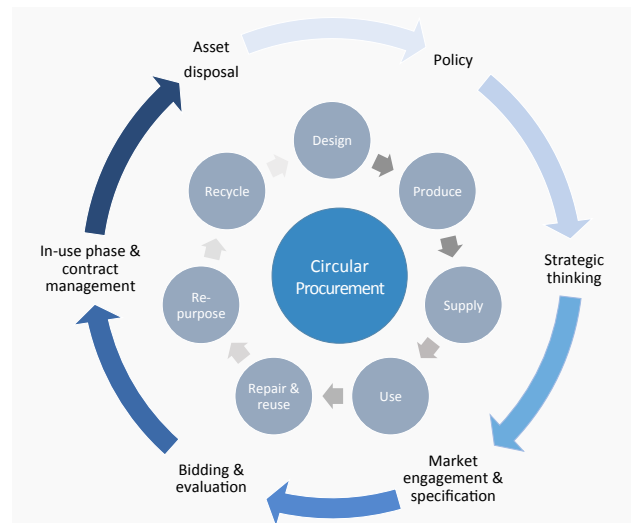 Asset
disposal
Policy
Design
Recycle
Produce
In-use phase &
contract
management
Circular
Procurement
Strategic
thinking
Re-
purpose
Supply
Repair &
reuse
Use
Bidding &
evaluation
Market
engagement &
specification